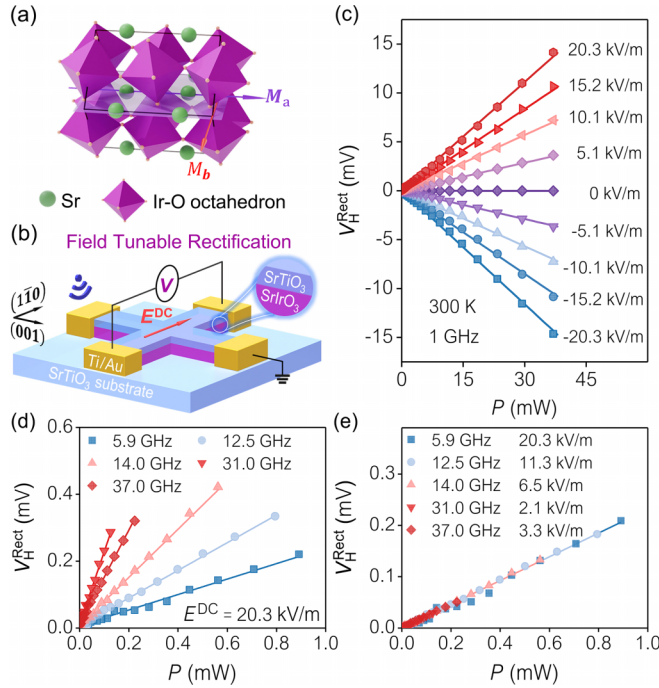 (a)
Mₐ
M_b
Sr
Ir-O octahedron
(b)
Field Tunable Rectification
V
SrTiO₃
SrIrO₃
(11̅0)
(001)
E^DC
Ti/Au
SrTiO₃ substrate
(c)
V_H^Rect (mV)
15
10
5
0
-5
-10
-15
20.3 kV/m
15.2 kV/m
10.1 kV/m
5.1 kV/m
0 kV/m
-5.1 kV/m
-10.1 kV/m
-15.2 kV/m
-20.3 kV/m
300 K
1 GHz
0 15 30 45
P (mW)
(d)
V_H^Rect (mV)
0.6
0.4
0.2
0.0
5.9 GHz 12.5 GHz
14.0 GHz 31.0 GHz
37.0 GHz
E^DC = 20.3 kV/m
0.0 0.2 0.4 0.6 0.8 1.0
P (mW)
(e)
V_H^Rect (mV)
0.3
0.2
0.1
0.0
5.9 GHz 20.3 kV/m
12.5 GHz 11.3 kV/m
14.0 GHz 6.5 kV/m
31.0 GHz 2.1 kV/m
37.0 GHz 3.3 kV/m
0.0 0.2 0.4 0.6 0.8 1.0
P (mW)